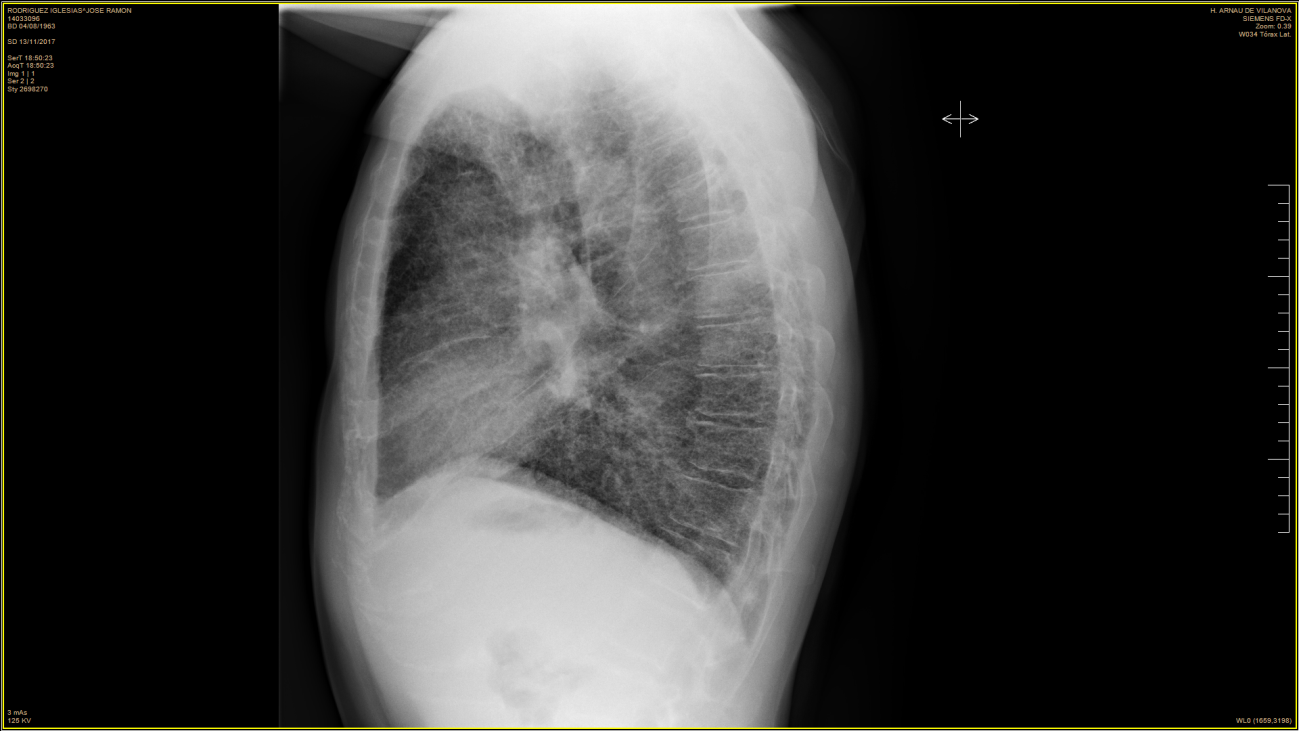 RODRIGUEZ IGLESIAS^JOSE RAMON
14033096
BD 04/08/1963
SD 13/11/2017
SerT 18:50:23
AcqT 18:50:23
Img 1 | 1
Ser 2 | 2
Sty 2698270
H. ARNAU DE VILANOVA
SIEMENS FD-X
Zoom: 0.39
W034 Tórax Lat.
3 mAs
125 KV
WL0 (1659,3198)